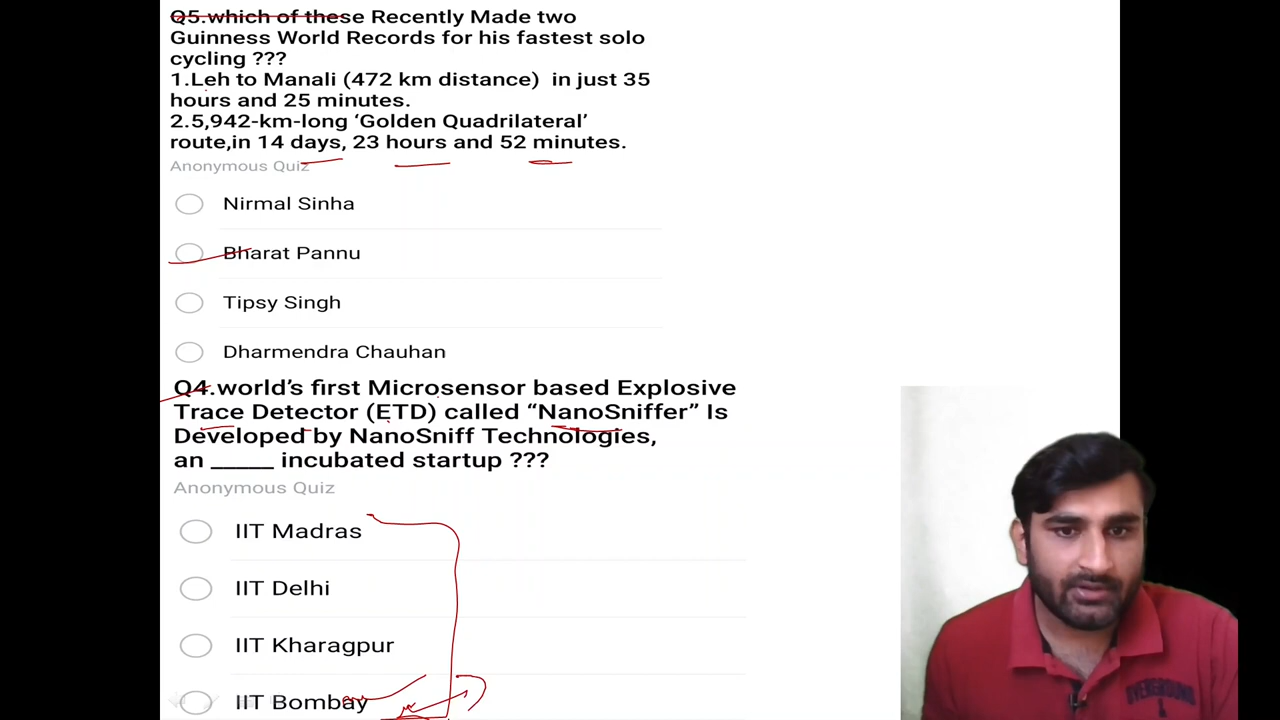 Q5.which of these Recently Made two
Guinness World Records for his fastest solo
cycling ???
1.Leh to Manali (472 km distance) in just 35
hours and 25 minutes.
2.5,942-km-long ‘Golden Quadrilateral’
route,in 14 days, 23 hours and 52 minutes.
Anonymous Quiz
Nirmal Sinha
Bharat Pannu
Tipsy Singh
Dharmendra Chauhan
Q4.world’s first Microsensor based Explosive
Trace Detector (ETD) called “NanoSniffer” Is
Developed by NanoSniff Technologies,
an _____ incubated startup ???
Anonymous Quiz
IIT Madras
IIT Delhi
IIT Kharagpur
IIT Bombay